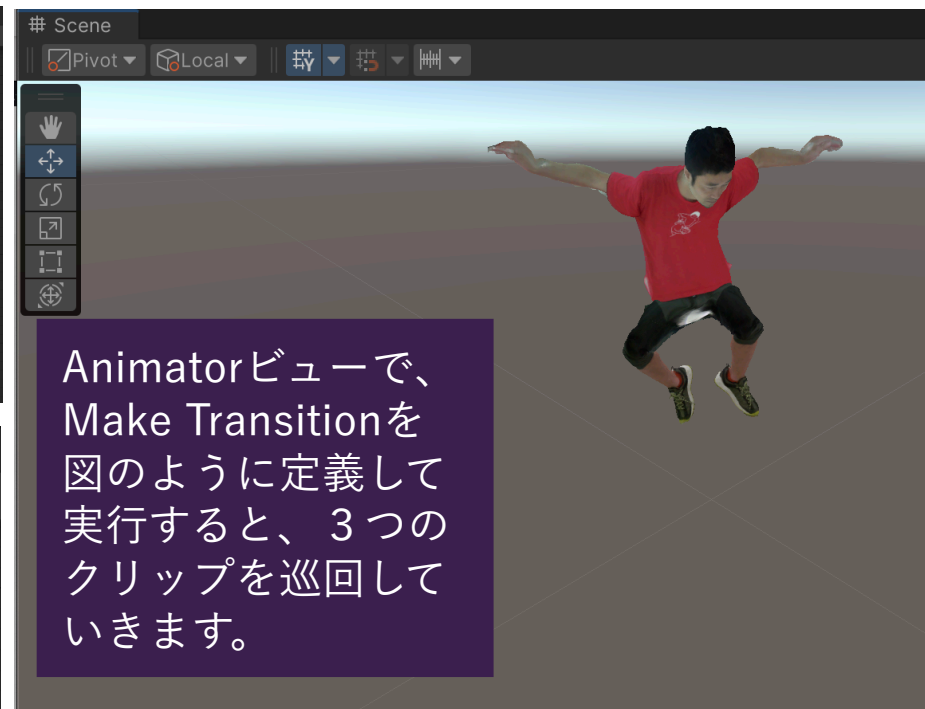 Scene
Pivot
Local
Animatorビューで、
Make Transitionを
図のように定義して
実行すると、３つの
クリップを巡回して
いきます。